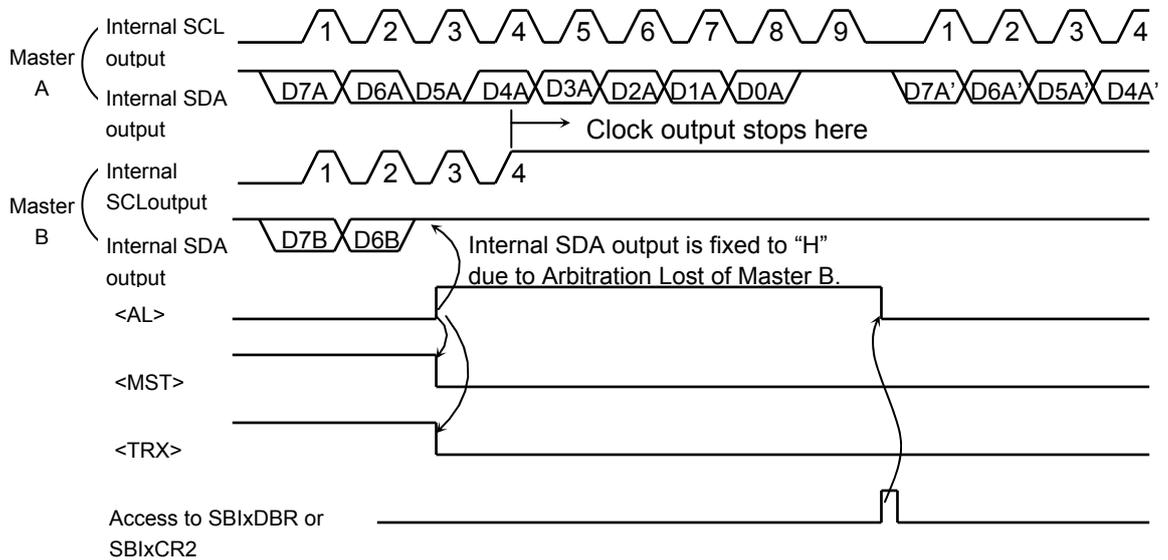 Master
A
Internal SCL
output
1 2 3 4 5 6 7 8 9 1 2 3 4
Internal SDA
output
D7A D6A D5A D4A D3A D2A D1A D0A D7A' D6A' D5A' D4A'
Clock output stops here
Master
B
Internal
SCLoutput
1 2 3 4
Internal SDA
output
D7B D6B
Internal SDA output is fixed to “H”
due to Arbitration Lost of Master B.
<AL>
<MST>
<TRX>
Access to SBIxDBR or
SBIxCR2